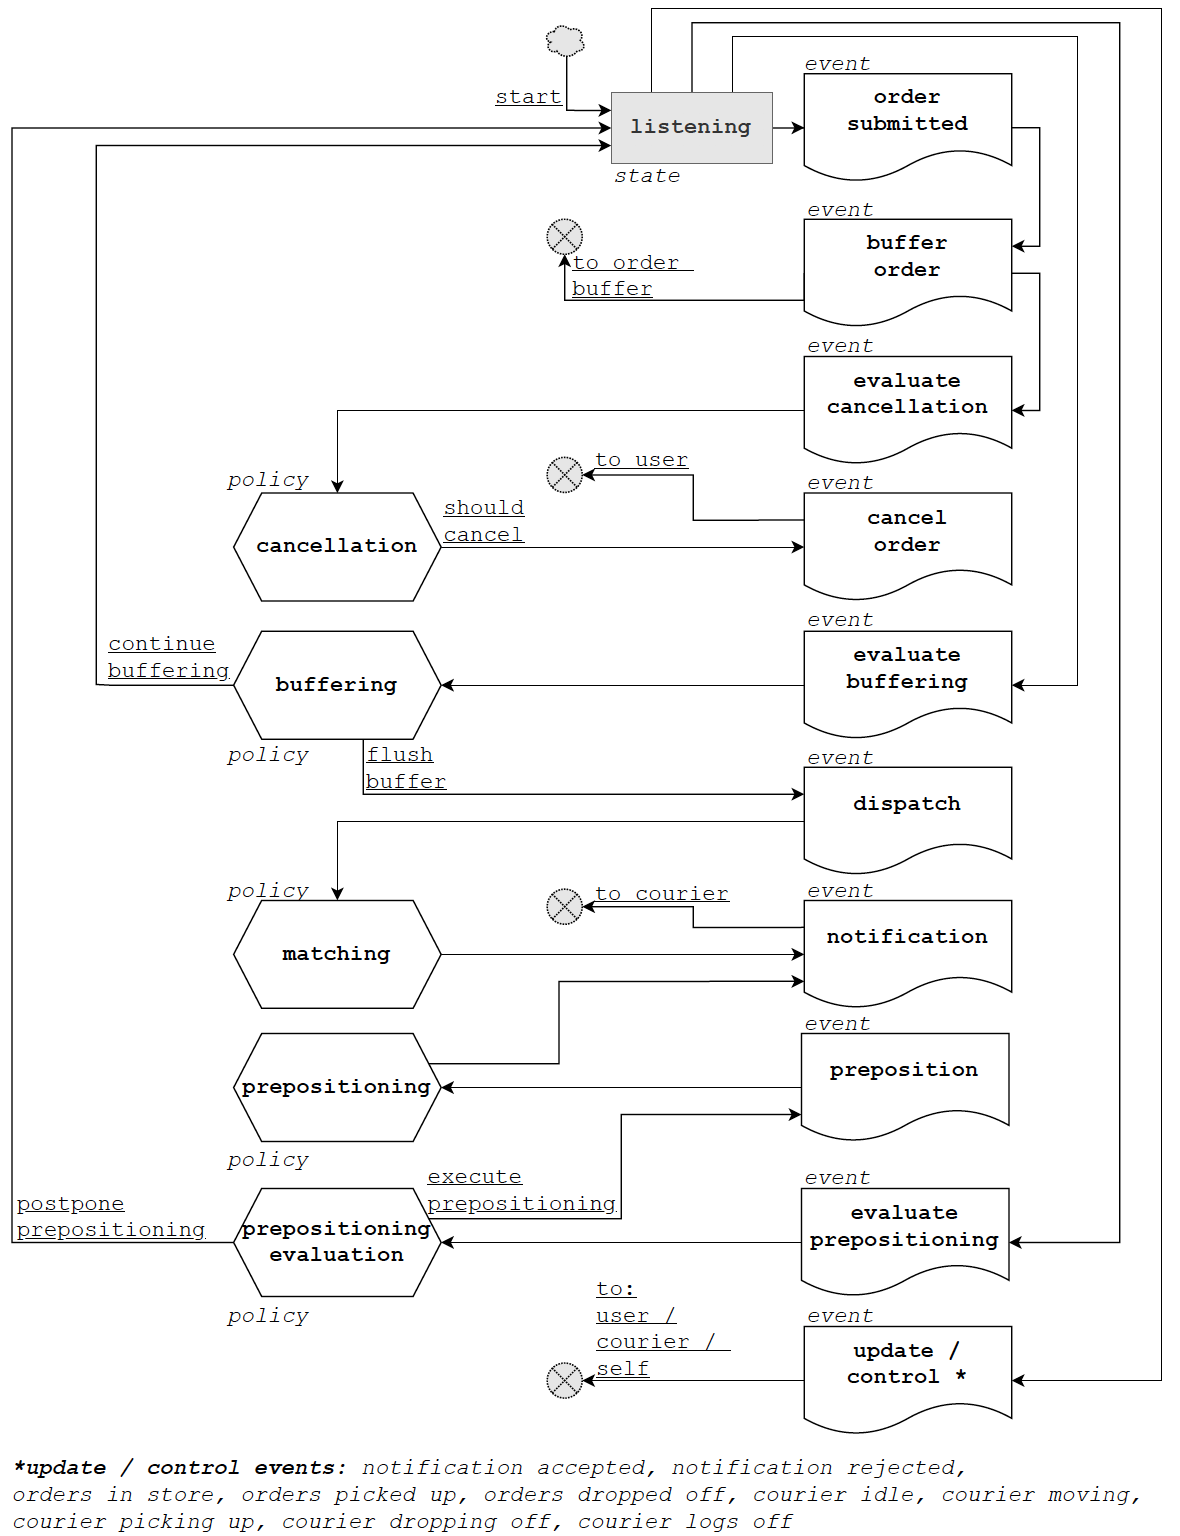 event
start
order
submitted
listening
state
event
buffer
order
to order
buffer
event
evaluate
cancellation
to user
policy
event
should
cancel
cancel
order
cancellation
event
continue
buffering
evaluate
buffering
buffering
policy
flush
buffer
event
dispatch
policy
to courier
event
notification
matching
event
prepositioning
preposition
policy
execute
prepositioning
event
postpone
prepositioning
prepositioning
evaluation
evaluate
prepositioning
policy
to:
user /
courier /
self
event
update /
control *
*update / control events: notification accepted, notification rejected,
orders in store, orders picked up, orders dropped off, courier idle, courier moving,
courier picking up, courier dropping off, courier logs off